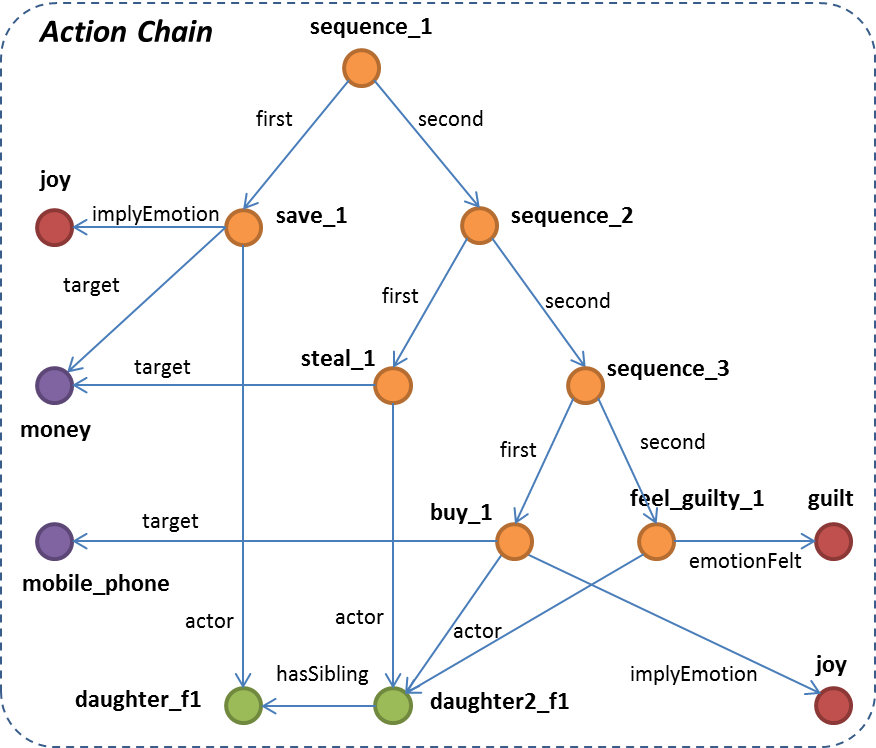 Action Chain
sequence_1
first
second
joy
implyEmotion
save_1
sequence_2
target
first
second
steal_1
target
sequence_3
money
first
second
buy_1
feel_guilty_1
guilt
target
emotionFelt
mobile_phone
actor
actor
actor
hasSibling
implyEmotion
joy
daughter_f1
daughter2_f1